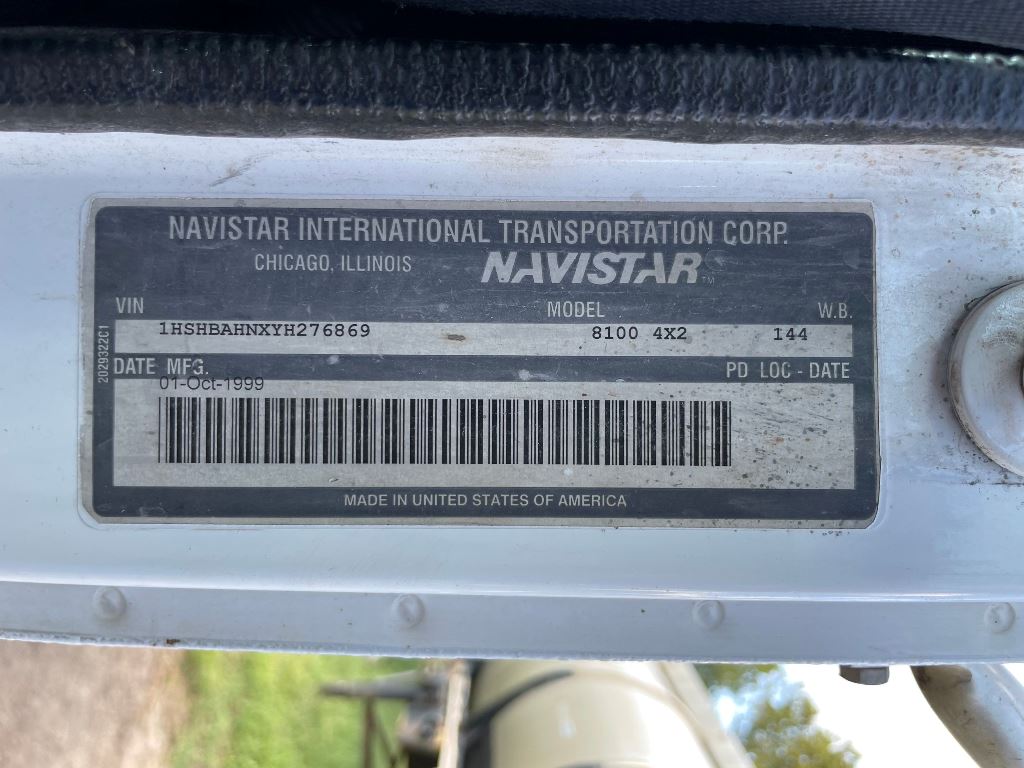 NAVISTAR INTERNATIONAL TRANSPORTATION CORP.
CHICAGO, ILLINOIS NAVISTAR™
VIN MODEL W.B.
1HSHBAHNXYH276869 8100 4X2 144
DATE MFG. PD LOC - DATE
01-Oct-1999
MADE IN UNITED STATES OF AMERICA
2029322C1